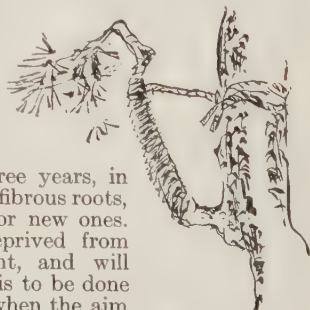 ree years, in
fibrous roots,
or new ones.
eprived from
nt, and will
is to be done
when the aim